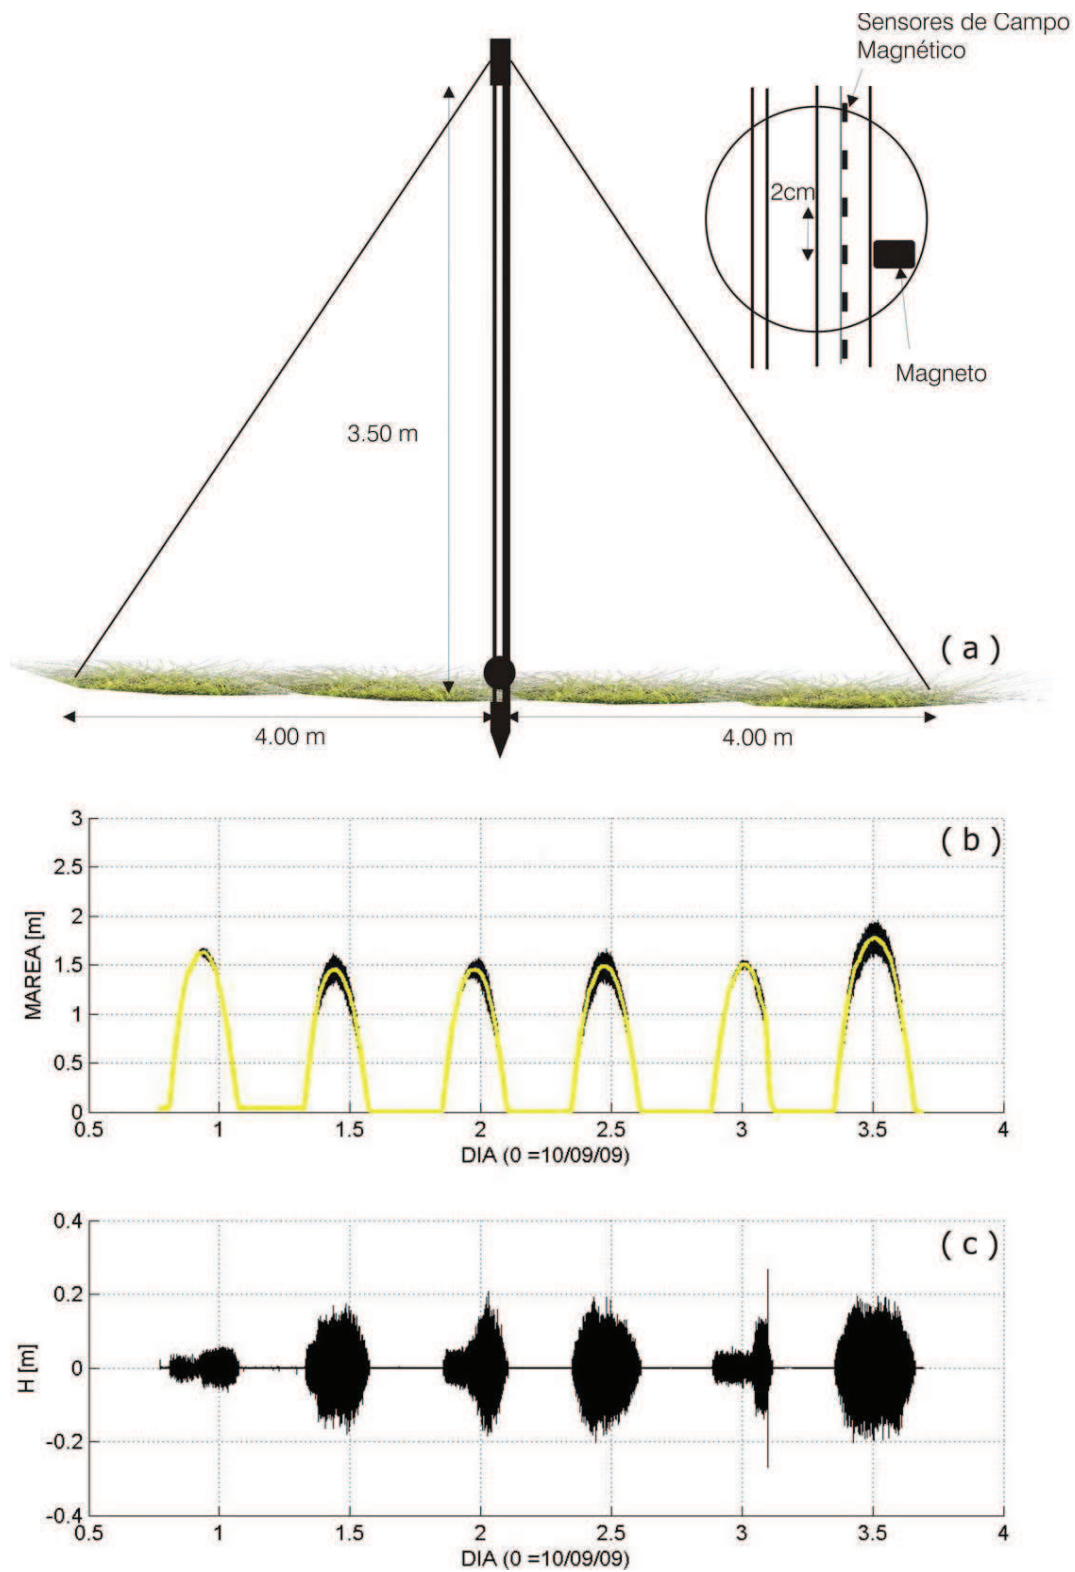 Sensores de Campo
Magnético
2cm
Magneto
3.50 m
( a )
4.00 m
4.00 m
( b )
MAREA [m]
3
2.5
2
1.5
1
0.5
0
0.5
1
1.5
2
2.5
3
3.5
4
DIA (0 =10/09/09)
( c )
H [m]
0.4
0.2
0
-0.2
-0.4
0.5
1
1.5
2
2.5
3
3.5
4
DIA (0 =10/09/09)